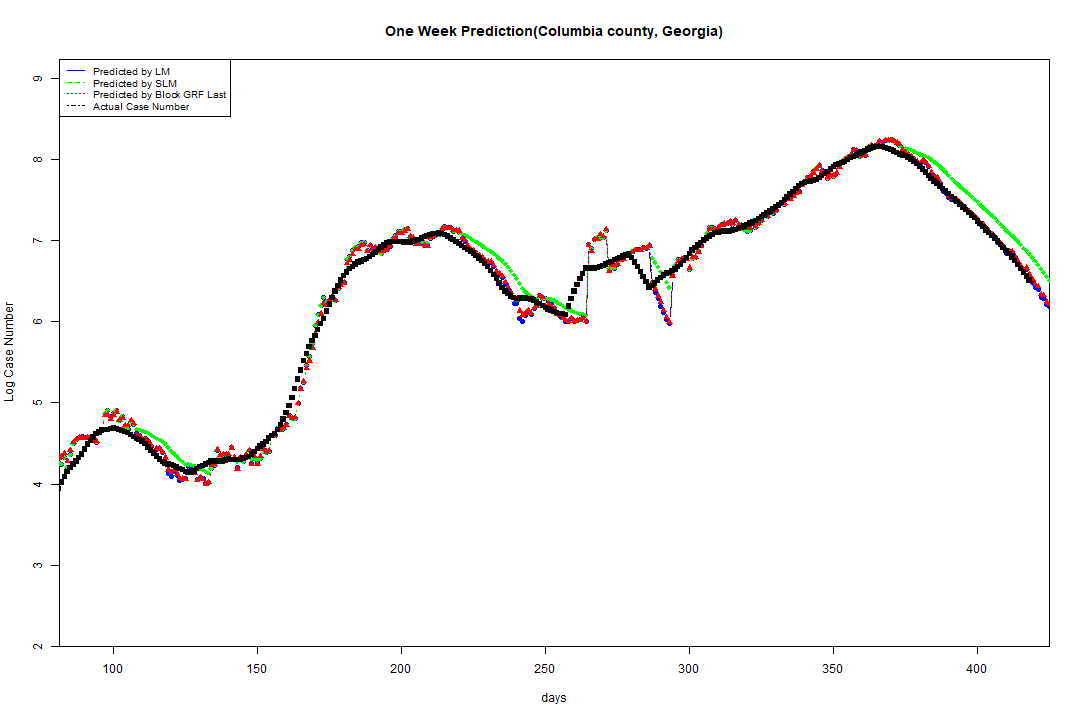 One Week Prediction(Columbia county, Georgia)
Predicted by LM
Predicted by SLM
Predicted by Block GRF Last
Actual Case Number
9
8
7
6
5
4
3
2
Log Case Number
100 150 200 250 300 350 400
days